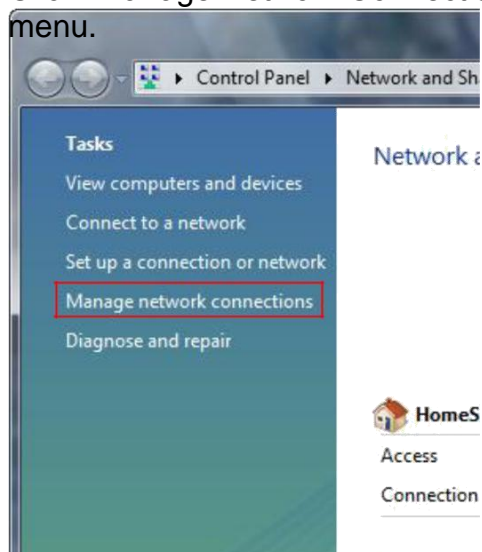 menu.
Control Panel ▸ Network and Sh
Tasks
Network a
View computers and devices
Connect to a network
Set up a connection or network
Manage network connections
Diagnose and repair
HomeS
Access
Connection